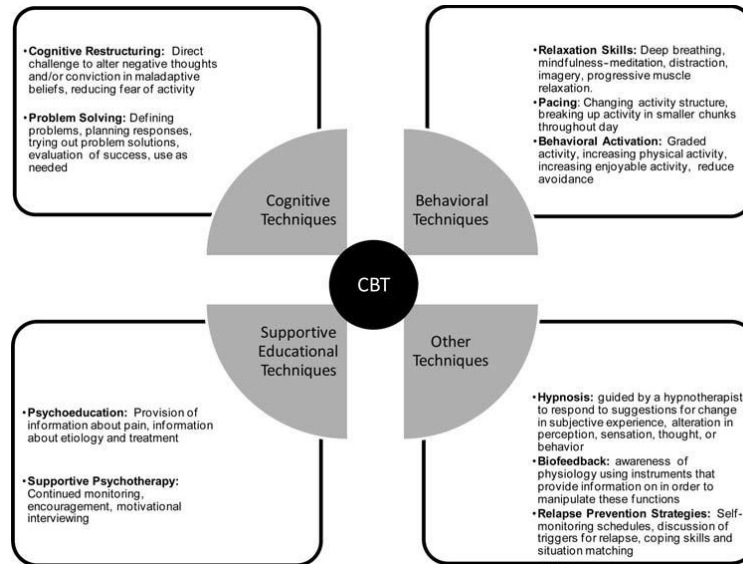 •Cognitive Restructuring: Direct
challenge to alter negative thoughts
and/or conviction in maladaptive
beliefs, reducing fear of activity
•Problem Solving: Defining
problems, planning responses,
trying out problem solutions,
evaluation of success, use as
needed
•Relaxation Skills: Deep breathing,
mindfulness–meditation, distraction,
imagery, progressive muscle
relaxation.
•Pacing: Changing activity structure,
breaking up activity in smaller chunks
throughout day
•Behavioral Activation: Graded
activity, increasing physical activity,
increasing enjoyable activity, reduce
avoidance
Cognitive
Techniques
Behavioral
Techniques
CBT
Supportive
Educational
Techniques
Other
Techniques
•Psychoeducation: Provision of
information about pain, information
about etiology and treatment
•Supportive Psychotherapy:
Continued monitoring,
encouragement, motivational
interviewing
•Hypnosis: guided by a hypnotherapist
to respond to suggestions for change
in subjective experience, alteration in
perception, sensation, thought, or
behavior
•Biofeedback: awareness of
physiology using instruments that
provide information on in order to
manipulate these functions
•Relapse Prevention Strategies: Self-
monitoring schedules, discussion of
triggers for relapse, coping skills and
situation matching